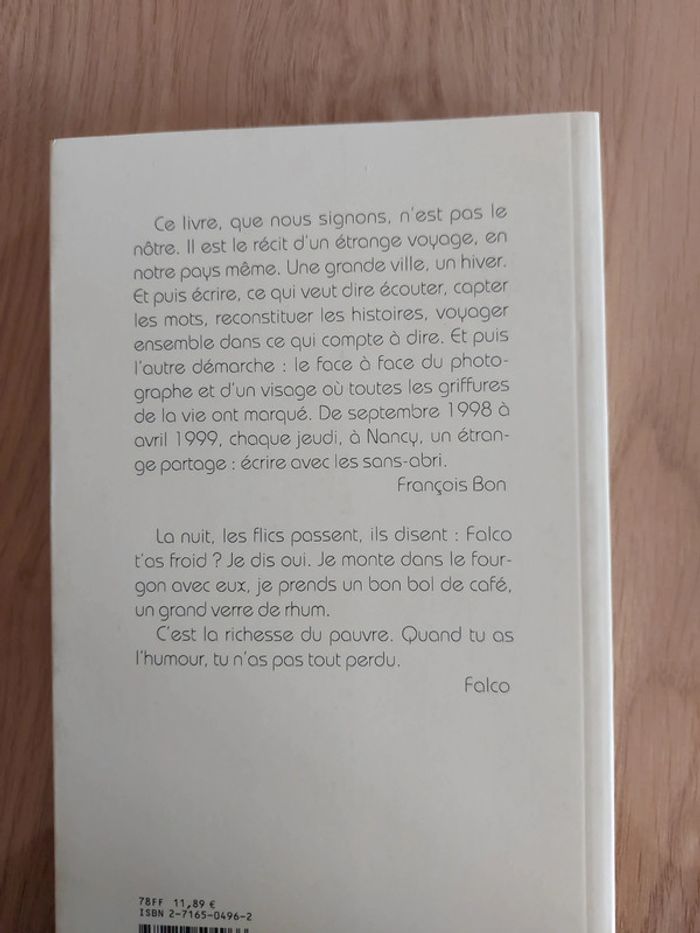 Ce livre, que nous signons, n'est pas le
nôtre. Il est le récit d'un étrange voyage, en
notre pays même. Une grande ville, un hiver.
Et puis écrire, ce qui veut dire écouter, capter
les mots, reconstituer les histoires, voyager
ensemble dans ce qui compte à dire. Et puis
l'autre démarche : le face à face du photo-
graphe et d'un visage où toutes les griffures
de la vie ont marqué. De septembre 1998 à
avril 1999, chaque jeudi, à Nancy, un étran-
ge partage : écrire avec les sans-abri.
François Bon
La nuit, les flics passent, ils disent : Falco
t'as froid ? Je dis oui. Je monte dans le four-
gon avec eux, je prends un bon bol de café,
un grand verre de rhum.
C'est la richesse du pauvre. Quand tu as
l'humour, tu n'as pas tout perdu.
Falco
78FF 11,89 €
ISBN 2-7165-0496-2